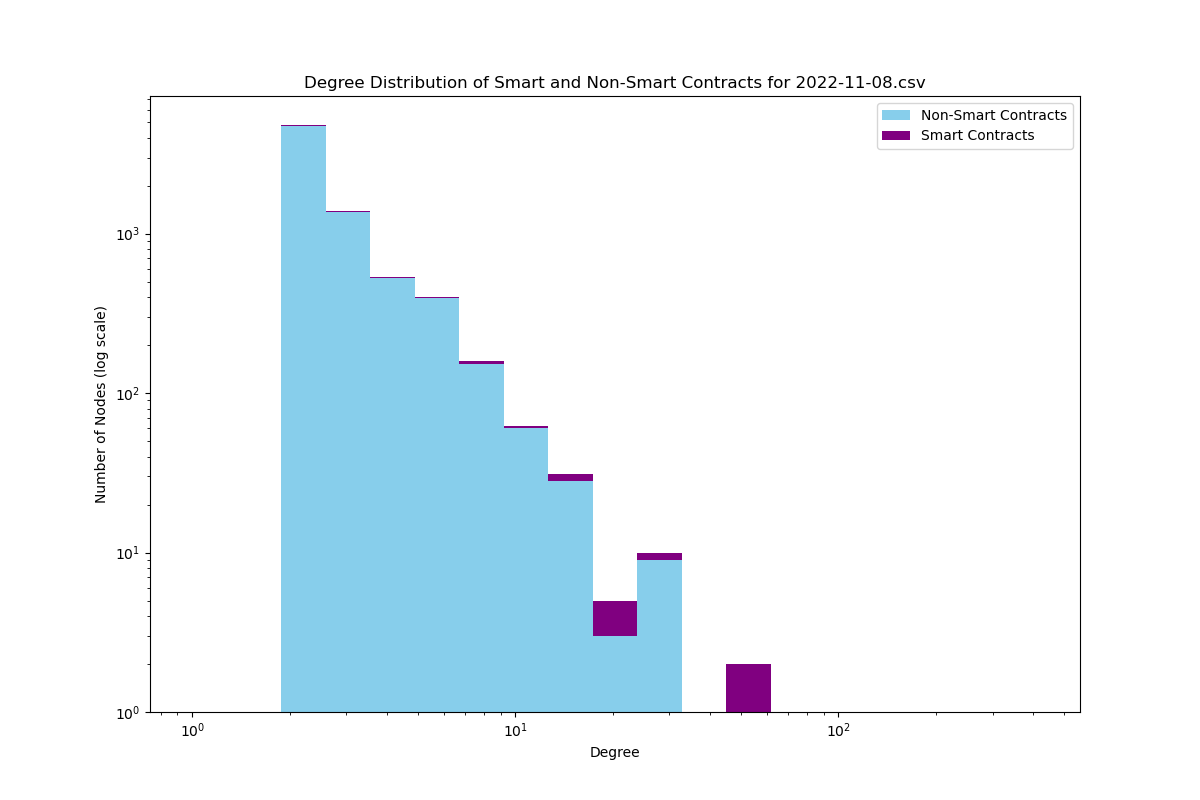 Degree Distribution of Smart and Non-Smart Contracts for 2022-11-08.csv
Non-Smart Contracts
Smart Contracts
Number of Nodes (log scale)
10³
10²
10¹
10⁰
10⁰ 10¹ 10²
Degree